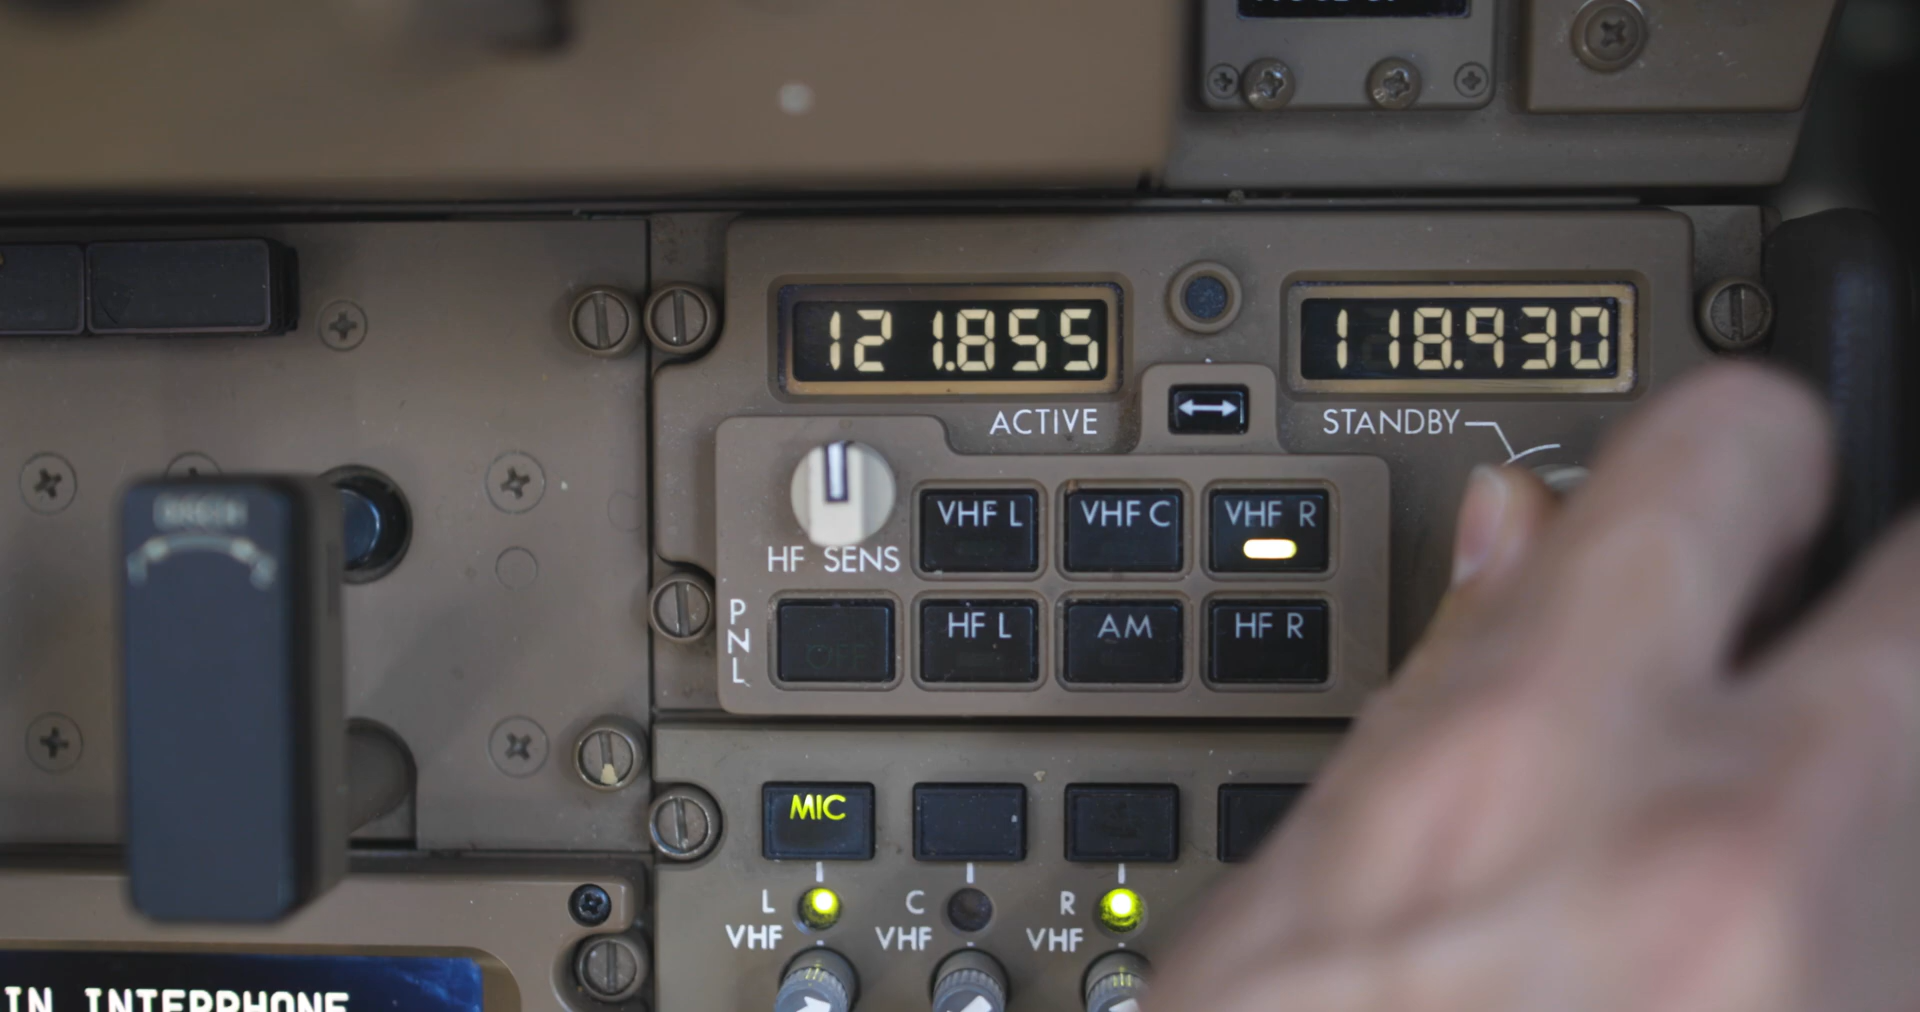 121.855
118.930
ACTIVE
STANDBY
VHF L
VHF C
VHF R
HF SENS
PNL
OFF
HF L
AM
HF R
MIC
L
VHF
C
VHF
R
VHF
IN INTERPHONE